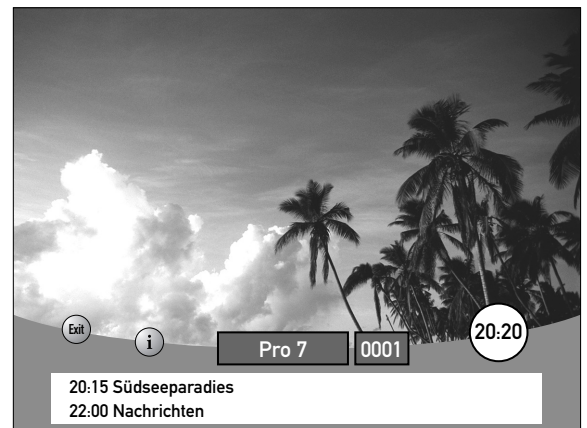 Exit
i
Pro 7 0001
20:20
20:15 Südseeparadies
22:00 Nachrichten